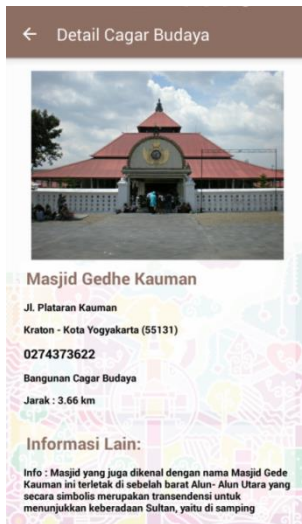 Detail Cagar Budaya
Masjid Gedhe Kauman
Jl. Plataran Kauman
Kraton - Kota Yogyakarta (55131)
0274373622
Bangunan Cagar Budaya
Jarak : 3.66 km
Informasi Lain:
Info : Masjid yang juga dikenal dengan nama Masjid Gede
Kauman ini terletak di sebelah barat Alun- Alun Utara yang
secara simbolis merupakan transendensi untuk
menunjukkan keberadaan Sultan, yaitu di samping